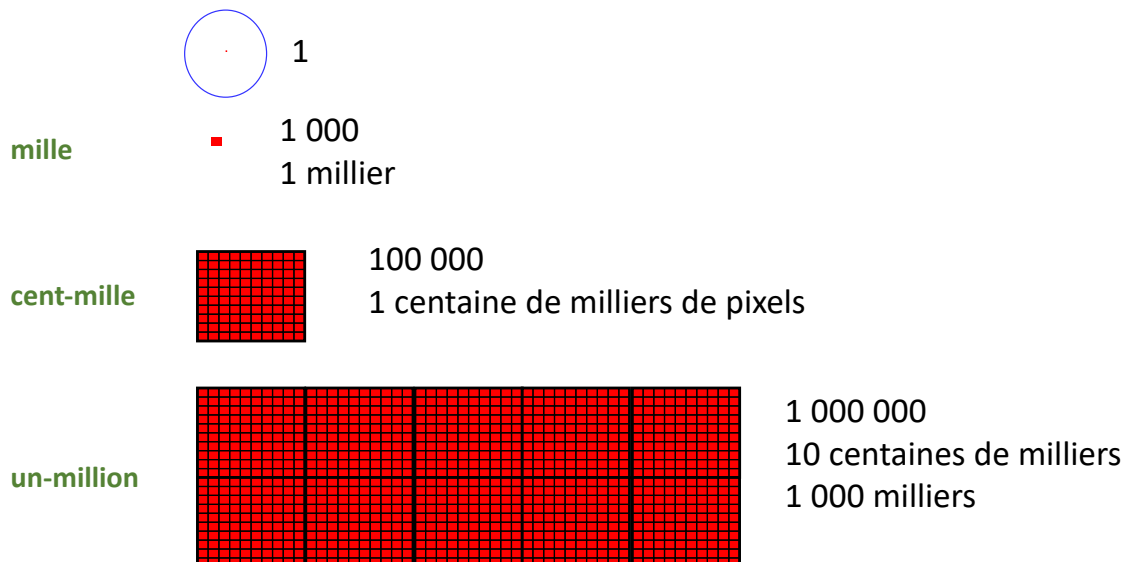 1
mille
1 000
1 millier
cent-mille
100 000
1 centaine de milliers de pixels
un-million
1 000 000
10 centaines de milliers
1 000 milliers